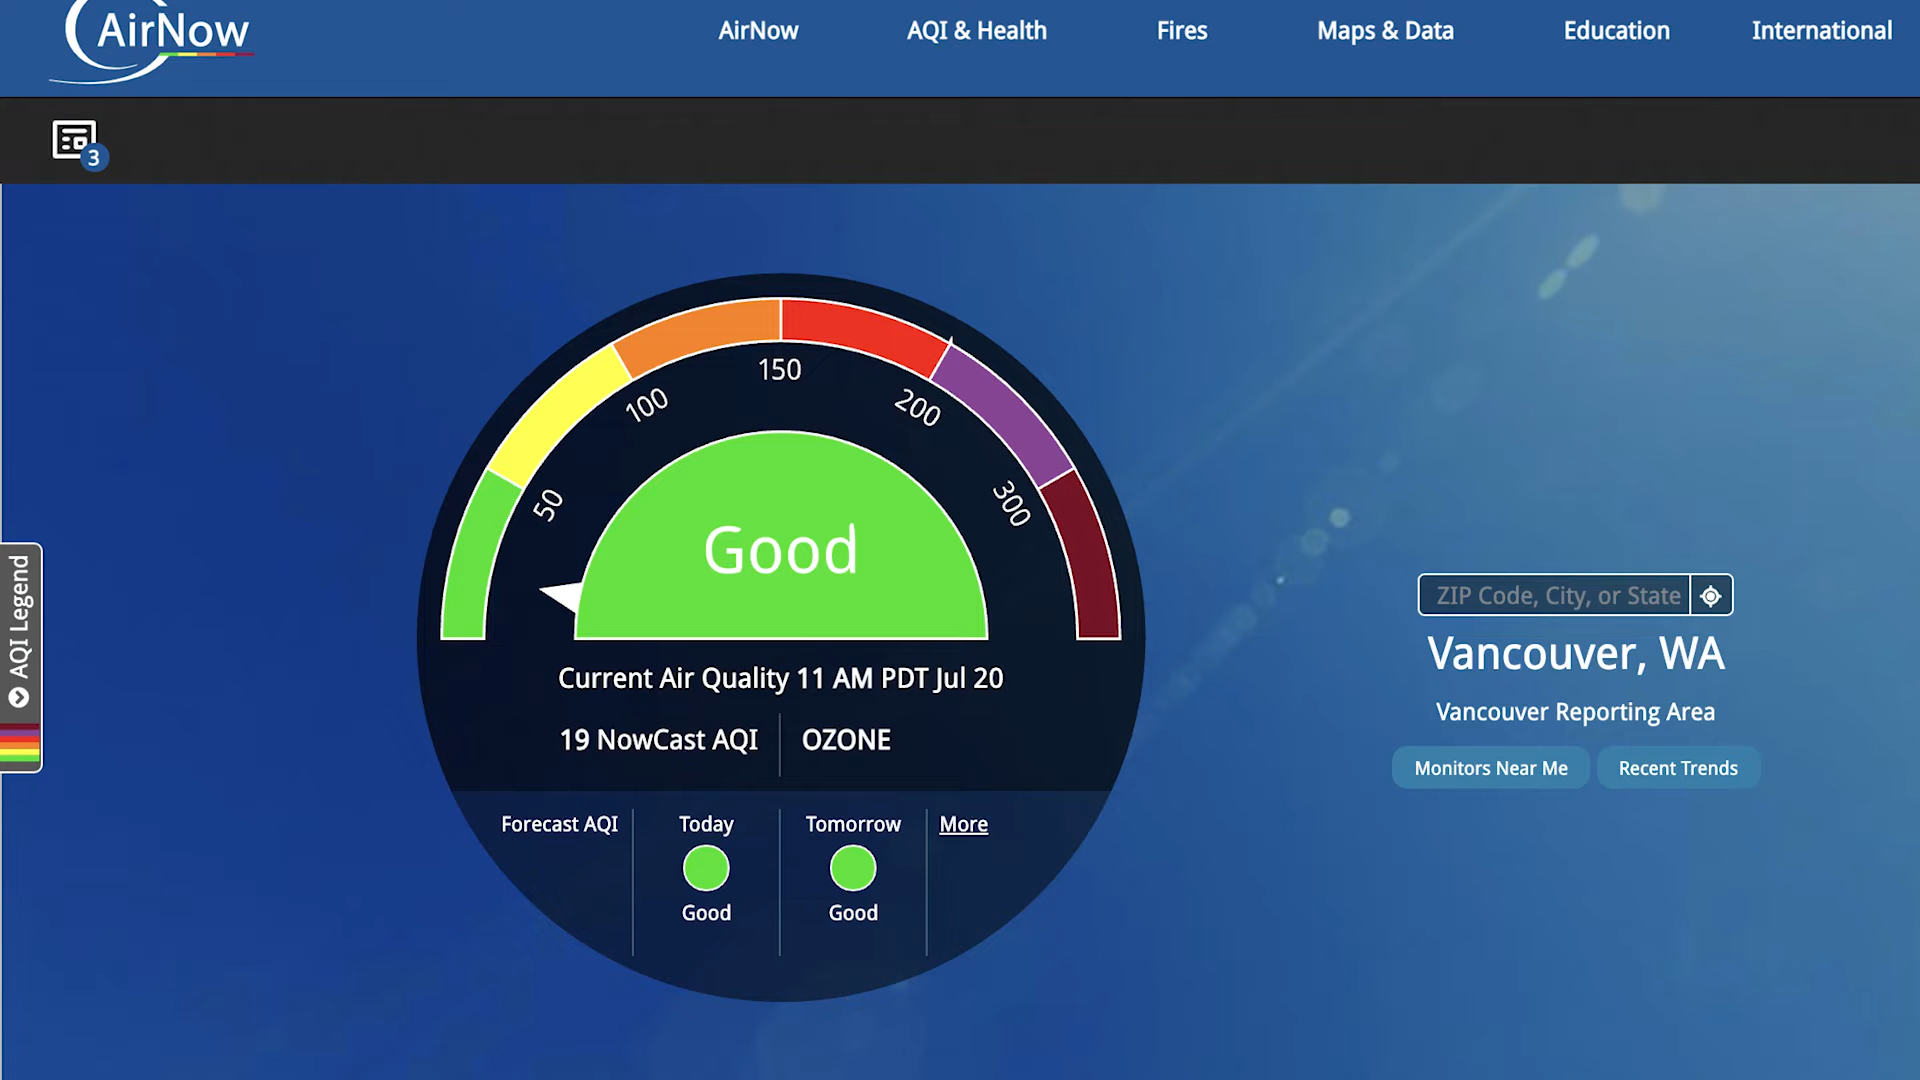 AirNow
AirNow
AQI & Health
Fires
Maps & Data
Education
International
3
50
100
150
200
300
Good
Current Air Quality 11 AM PDT Jul 20
19 NowCast AQI
OZONE
Forecast AQI
Today
Good
Tomorrow
Good
More
AQI Legend
ZIP Code, City, or State
Vancouver, WA
Vancouver Reporting Area
Monitors Near Me
Recent Trends